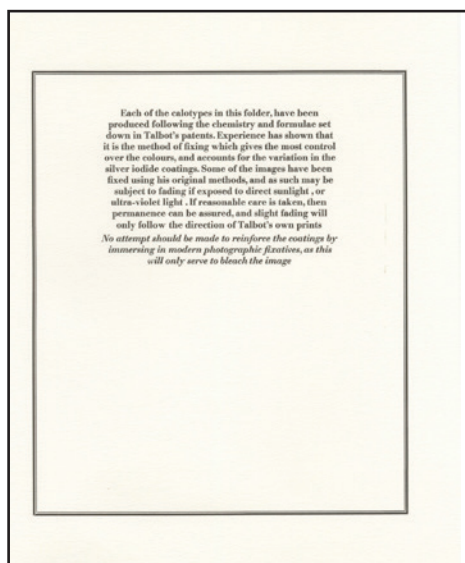 Each of the calotypes in this folder, have been
produced following the chemistry and formulae set
down in Talbot's patents. Experience has shown that
it is the method of fixing which gives the most control
over the colours, and accounts for the variation in the
silver iodide coatings. Some of the images have been
fixed using his original methods, and as such may be
subject to fading if exposed to direct sunlight , or
ultra-violet light . If reasonable care is taken, then
permanence can be assured, and slight fading will
only follow the direction of Talbot's own prints
No attempt should be made to reinforce the coatings by
immersing in modern photographic fixatives, as this
will only serve to bleach the image